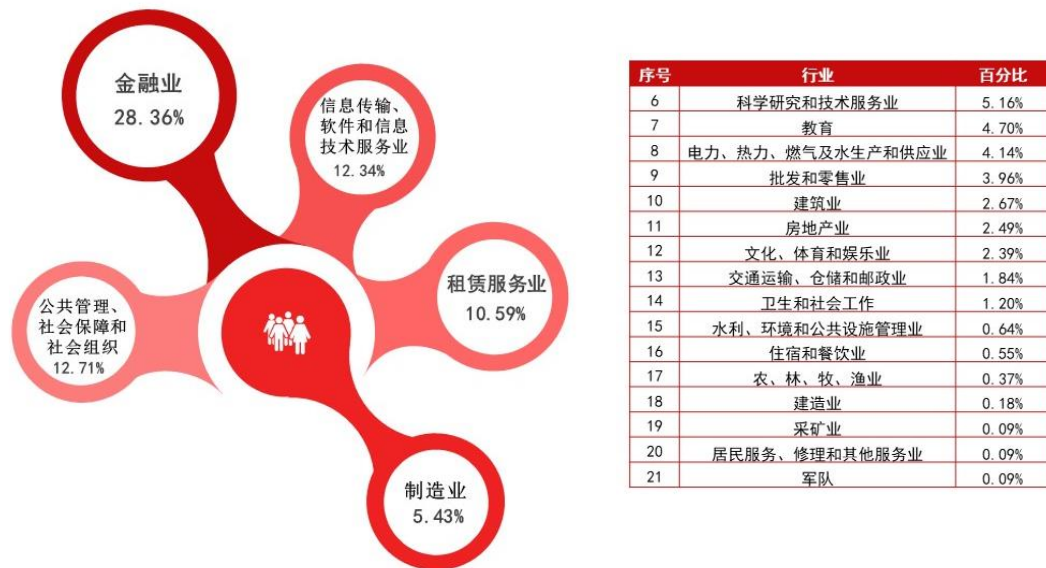 金融业
28.36%
信息传输、
软件和信息
技术服务业
12.34%
租赁服务业
10.59%
公共管理、
社会保障和
社会组织
12.71%
制造业
5.43%
序号 行业 百分比
6 科学研究和技术服务业 5.16%
7 教育 4.70%
8 电力、热力、燃气及水生产和供应业 4.14%
9 批发和零售业 3.96%
10 建筑业 2.67%
11 房地产业 2.49%
12 文化、体育和娱乐业 2.39%
13 交通运输、仓储和邮政业 1.84%
14 卫生和社会工作 1.20%
15 水利、环境和公共设施管理业 0.64%
16 住宿和餐饮业 0.55%
17 农、林、牧、渔业 0.37%
18 建造业 0.18%
19 采矿业 0.09%
20 居民服务、修理和其他服务业 0.09%
21 军队 0.09%